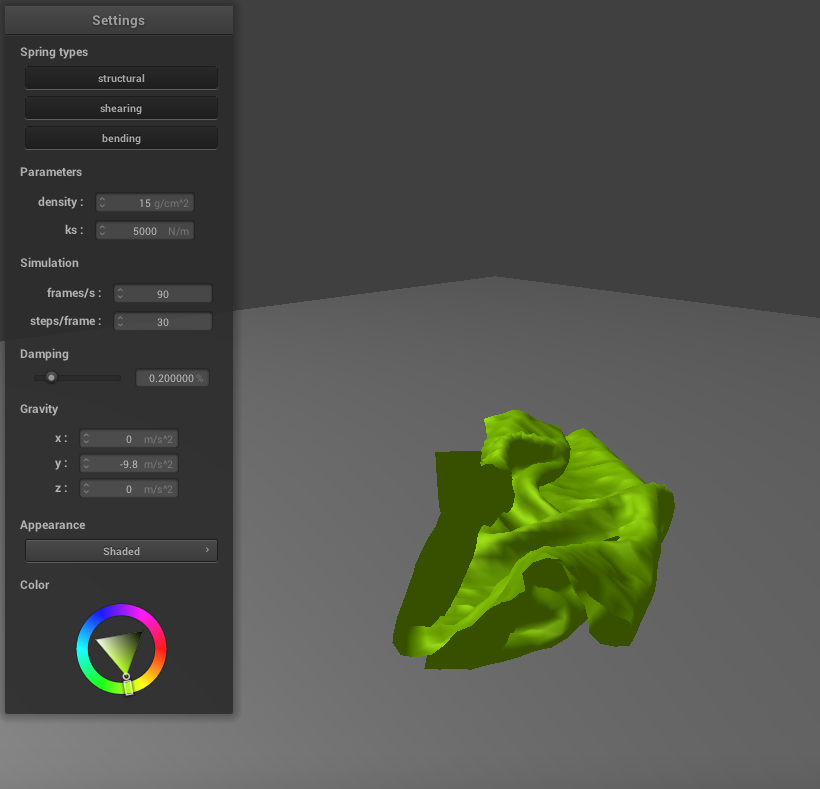 Settings
Spring types
structural
shearing
bending
Parameters
density : 15 g/cm^2
ks : 5000 N/m
Simulation
frames/s : 90
steps/frame : 30
Damping
0.200000 %
Gravity
x : 0 m/s^2
y : -9.8 m/s^2
z : 0 m/s^2
Appearance
Shaded
Color